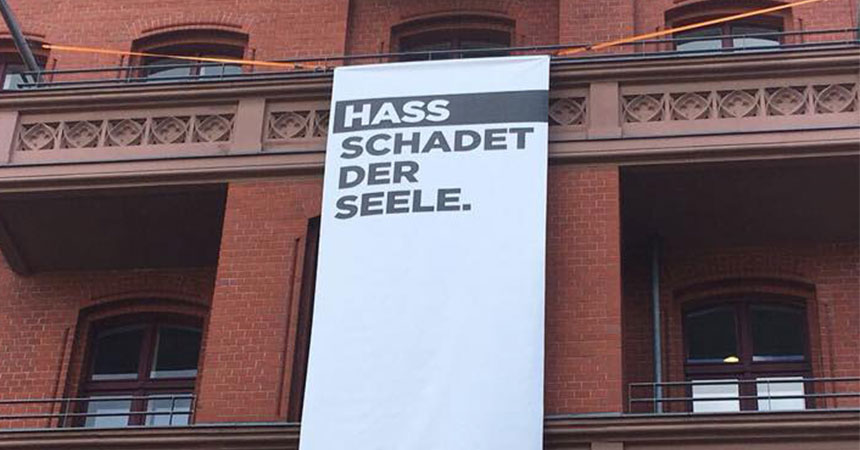 HASS
SCHADET
DER
SEELE.